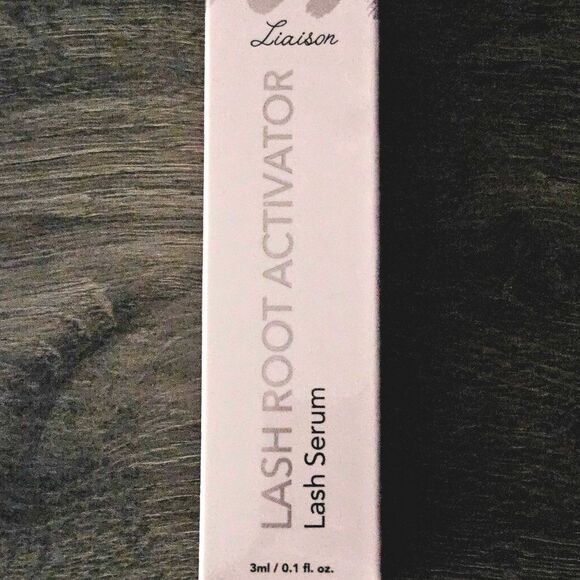 Liaison
LASH ROOT ACTIVATOR
Lash Serum
3ml / 0.1 fl. oz.